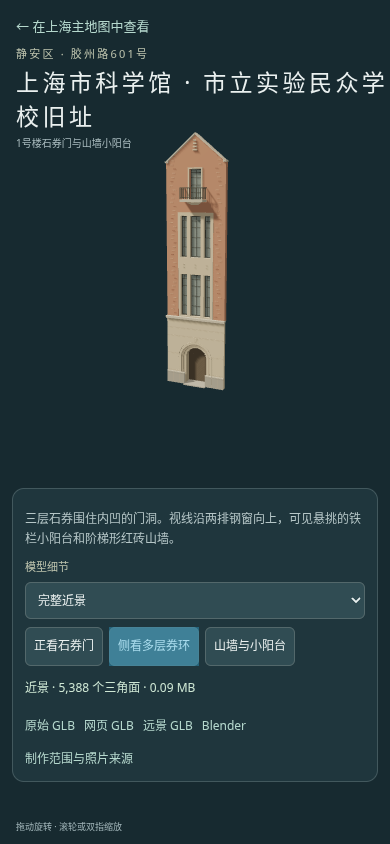 ← 在上海主地图中查看
静安区 · 胶州路601号
上海市科学馆 · 市立实验民众学
校旧址
1号楼石券门与山墙小阳台
三层石券围住内凹的门洞。视线沿两排钢窗向上，可见悬挑的铁
栏小阳台和阶梯形红砖山墙。
模型细节
完整近景
正看石券门 侧看多层券环 山墙与小阳台
近景 · 5,388 个三角面 · 0.09 MB
原始 GLB 网页 GLB 远景 GLB Blender
制作范围与照片来源
拖动旋转 · 滚轮或双指缩放